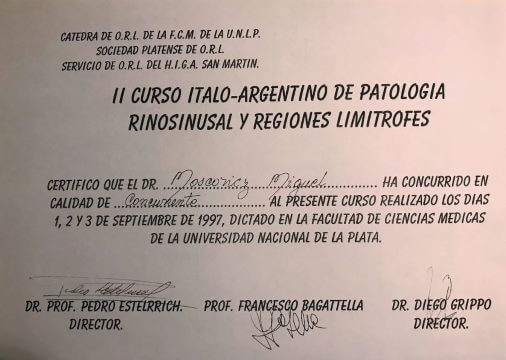 CATEDRA DE O.R.L. DE LA F.C.M. DE LA U.N.L.P.
SOCIEDAD PLATENSE DE O.R.L.
SERVICIO DE O.R.L. DEL H.I.G.A. SAN MARTIN.
II CURSO ITALO-ARGENTINO DE PATOLOGIA
RINOSINUSAL Y REGIONES LIMITROFES
CERTIFICO QUE EL DR. Moscovicz Miguel HA CONCURRIDO EN
CALIDAD DE Concurrente AL PRESENTE CURSO REALIZADO LOS DIAS
1, 2 Y 3 DE SEPTIEMBRE DE 1997, DICTADO EN LA FACULTAD DE CIENCIAS MEDICAS
DE LA UNIVERSIDAD NACIONAL DE LA PLATA.
DR. PROF. PEDRO ESTELRRICH. PROF. FRANCESCO BAGATTELLA DR. DIEGO GRIPPO
DIRECTOR. DIRECTOR.